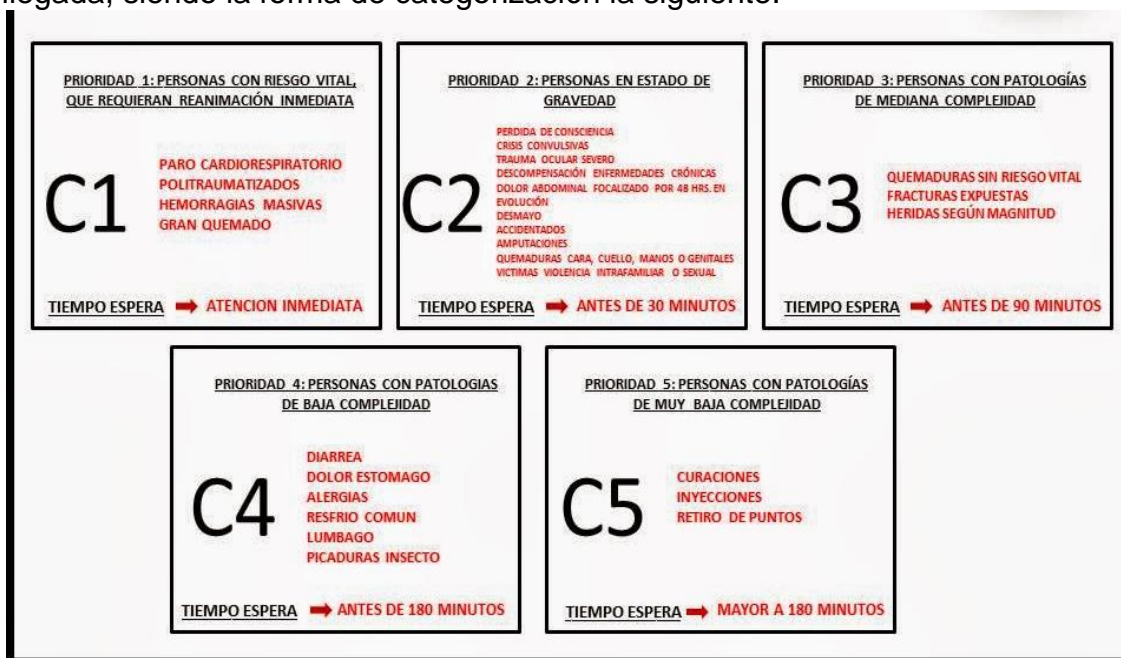 llegada, siendo la forma de categorización la siguiente:
PRIORIDAD 1: PERSONAS CON RIESGO VITAL,
QUE REQUIERAN REANIMACIÓN INMEDIATA
C1
PARO CARDIORESPIRATORIO
POLITRAUMATIZADOS
HEMORRAGIAS MASIVAS
GRAN QUEMADO
TIEMPO ESPERA ➡ ATENCION INMEDIATA
PRIORIDAD 2: PERSONAS EN ESTADO DE
GRAVEDAD
C2
PERDIDA DE CONSCIENCIA
CRISIS CONVULSIVAS
TRAUMA OCULAR SEVERO
DESCOMPENSACIÓN ENFERMEDADES CRÓNICAS
DOLOR ABDOMINAL FOCALIZADO POR 48 HRS. EN
EVOLUCIÓN
DESMAYO
ACCIDENTADOS
AMPUTACIONES
QUEMADURAS CARA, CUELLO, MANOS O GENITALES
VICTIMAS VIOLENCIA INTRAFAMILIAR O SEXUAL
TIEMPO ESPERA ➡ ANTES DE 30 MINUTOS
PRIORIDAD 3: PERSONAS CON PATOLOGÍAS
DE MEDIANA COMPLEJIDAD
C3
QUEMADURAS SIN RIESGO VITAL
FRACTURAS EXPUESTAS
HERIDAS SEGÚN MAGNITUD
TIEMPO ESPERA ➡ ANTES DE 90 MINUTOS
PRIORIDAD 4: PERSONAS CON PATOLOGIAS
DE BAJA COMPLEJIDAD
C4
DIARREA
DOLOR ESTOMAGO
ALERGIAS
RESFRIO COMUN
LUMBAGO
PICADURAS INSECTO
TIEMPO ESPERA ➡ ANTES DE 180 MINUTOS
PRIORIDAD 5: PERSONAS CON PATOLOGÍAS
DE MUY BAJA COMPLEJIDAD
C5
CURACIONES
INYECCIONES
RETIRO DE PUNTOS
TIEMPO ESPERA ➡ MAYOR A 180 MINUTOS